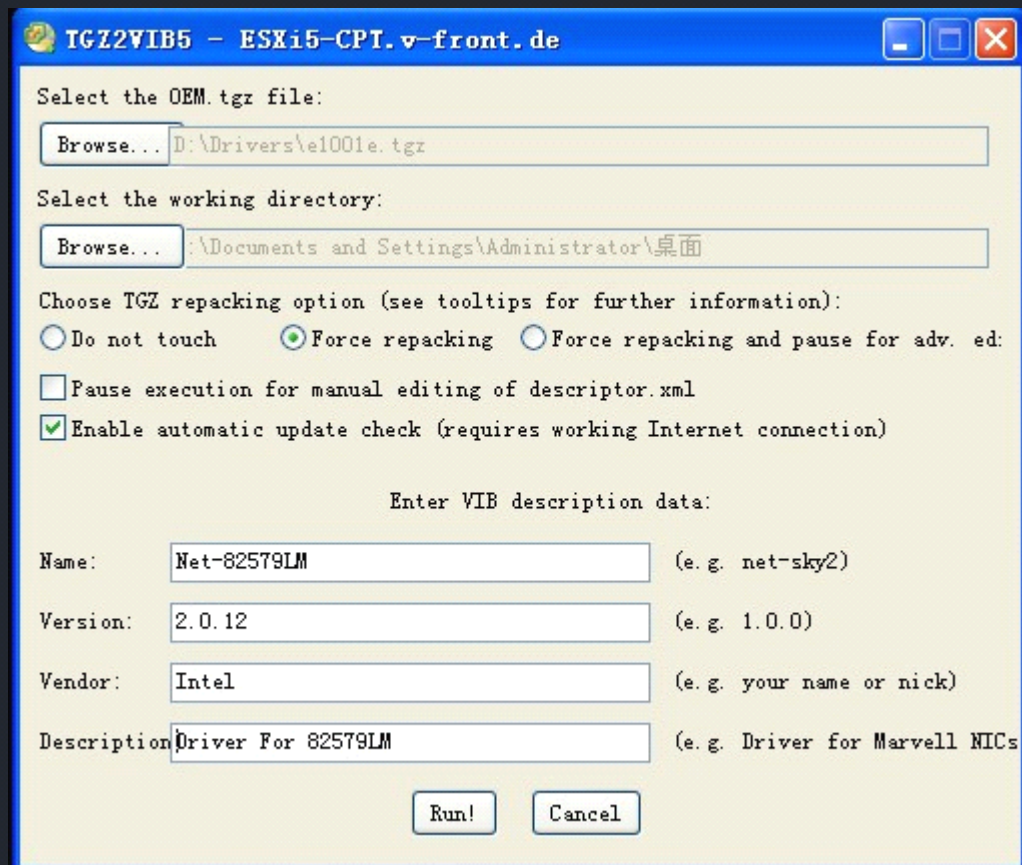 TGZ2VIB5 - ESXi5-CPT.v-front.de
Select the OEM.tgz file:
Browse... D:\Drivers\e1001e.tgz
Select the working directory:
Browse... :\Documents and Settings\Administrator\桌面
Choose TGZ repacking option (see tooltips for further information):
Do not touch Force repacking Force repacking and pause for adv. ed:
Pause execution for manual editing of descriptor.xml
Enable automatic update check (requires working Internet connection)
Enter VIB description data:
Name: Net-82579LM (e.g. net-sky2)
Version: 2.0.12 (e.g. 1.0.0)
Vendor: Intel (e.g. your name or nick)
Description Driver For 82579LM (e.g. Driver for Marvell NICs
Run! Cancel